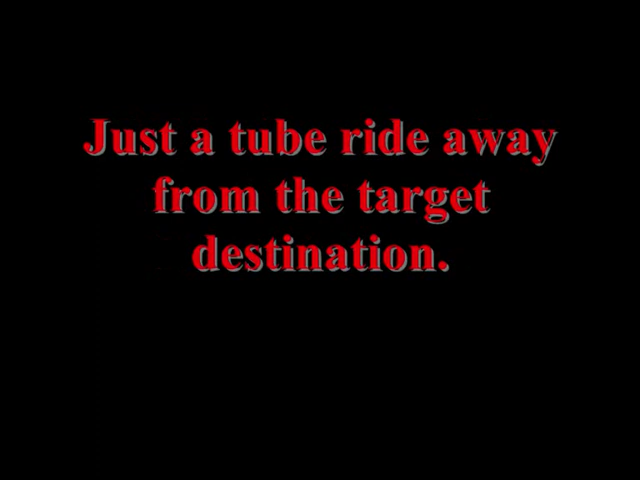 Just a tube ride away
from the target
destination.